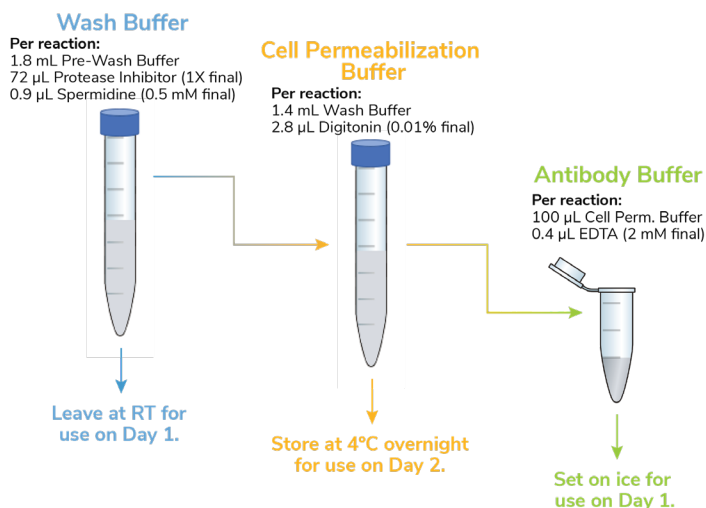 Wash Buffer
Per reaction:
1.8 mL Pre-Wash Buffer
72 µL Protease Inhibitor (1X final)
0.9 µL Spermidine (0.5 mM final)
Cell Permeabilization
Buffer
Per reaction:
1.4 mL Wash Buffer
2.8 µL Digitonin (0.01% final)
Antibody Buffer
Per reaction:
100 µL Cell Perm. Buffer
0.4 µL EDTA (2 mM final)
Leave at RT for
use on Day 1.
Store at 4°C overnight
for use on Day 2.
Set on ice for
use on Day 1.